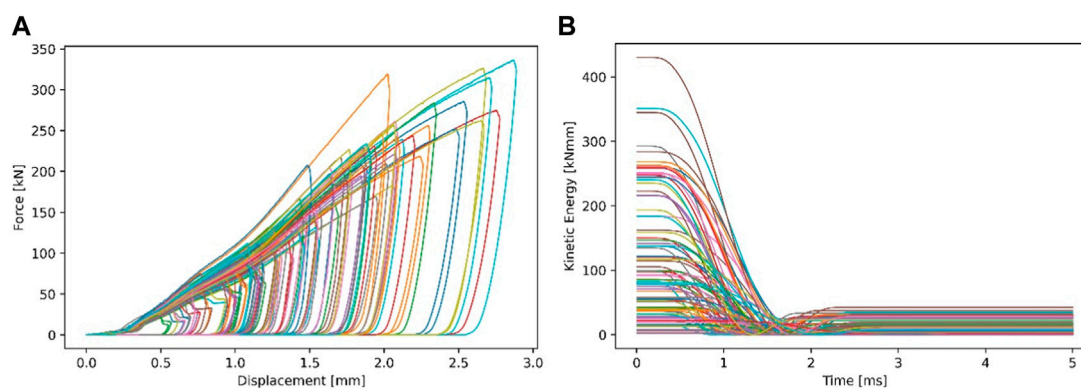 A
350
300
250
200
150
100
50
0
Force [kN]
0.0 0.5 1.0 1.5 2.0 2.5 3.0
Displacement [mm]
B
400
300
200
100
0
Kinetic Energy [kNmm]
0 1 2 3 4 5
Time [ms]